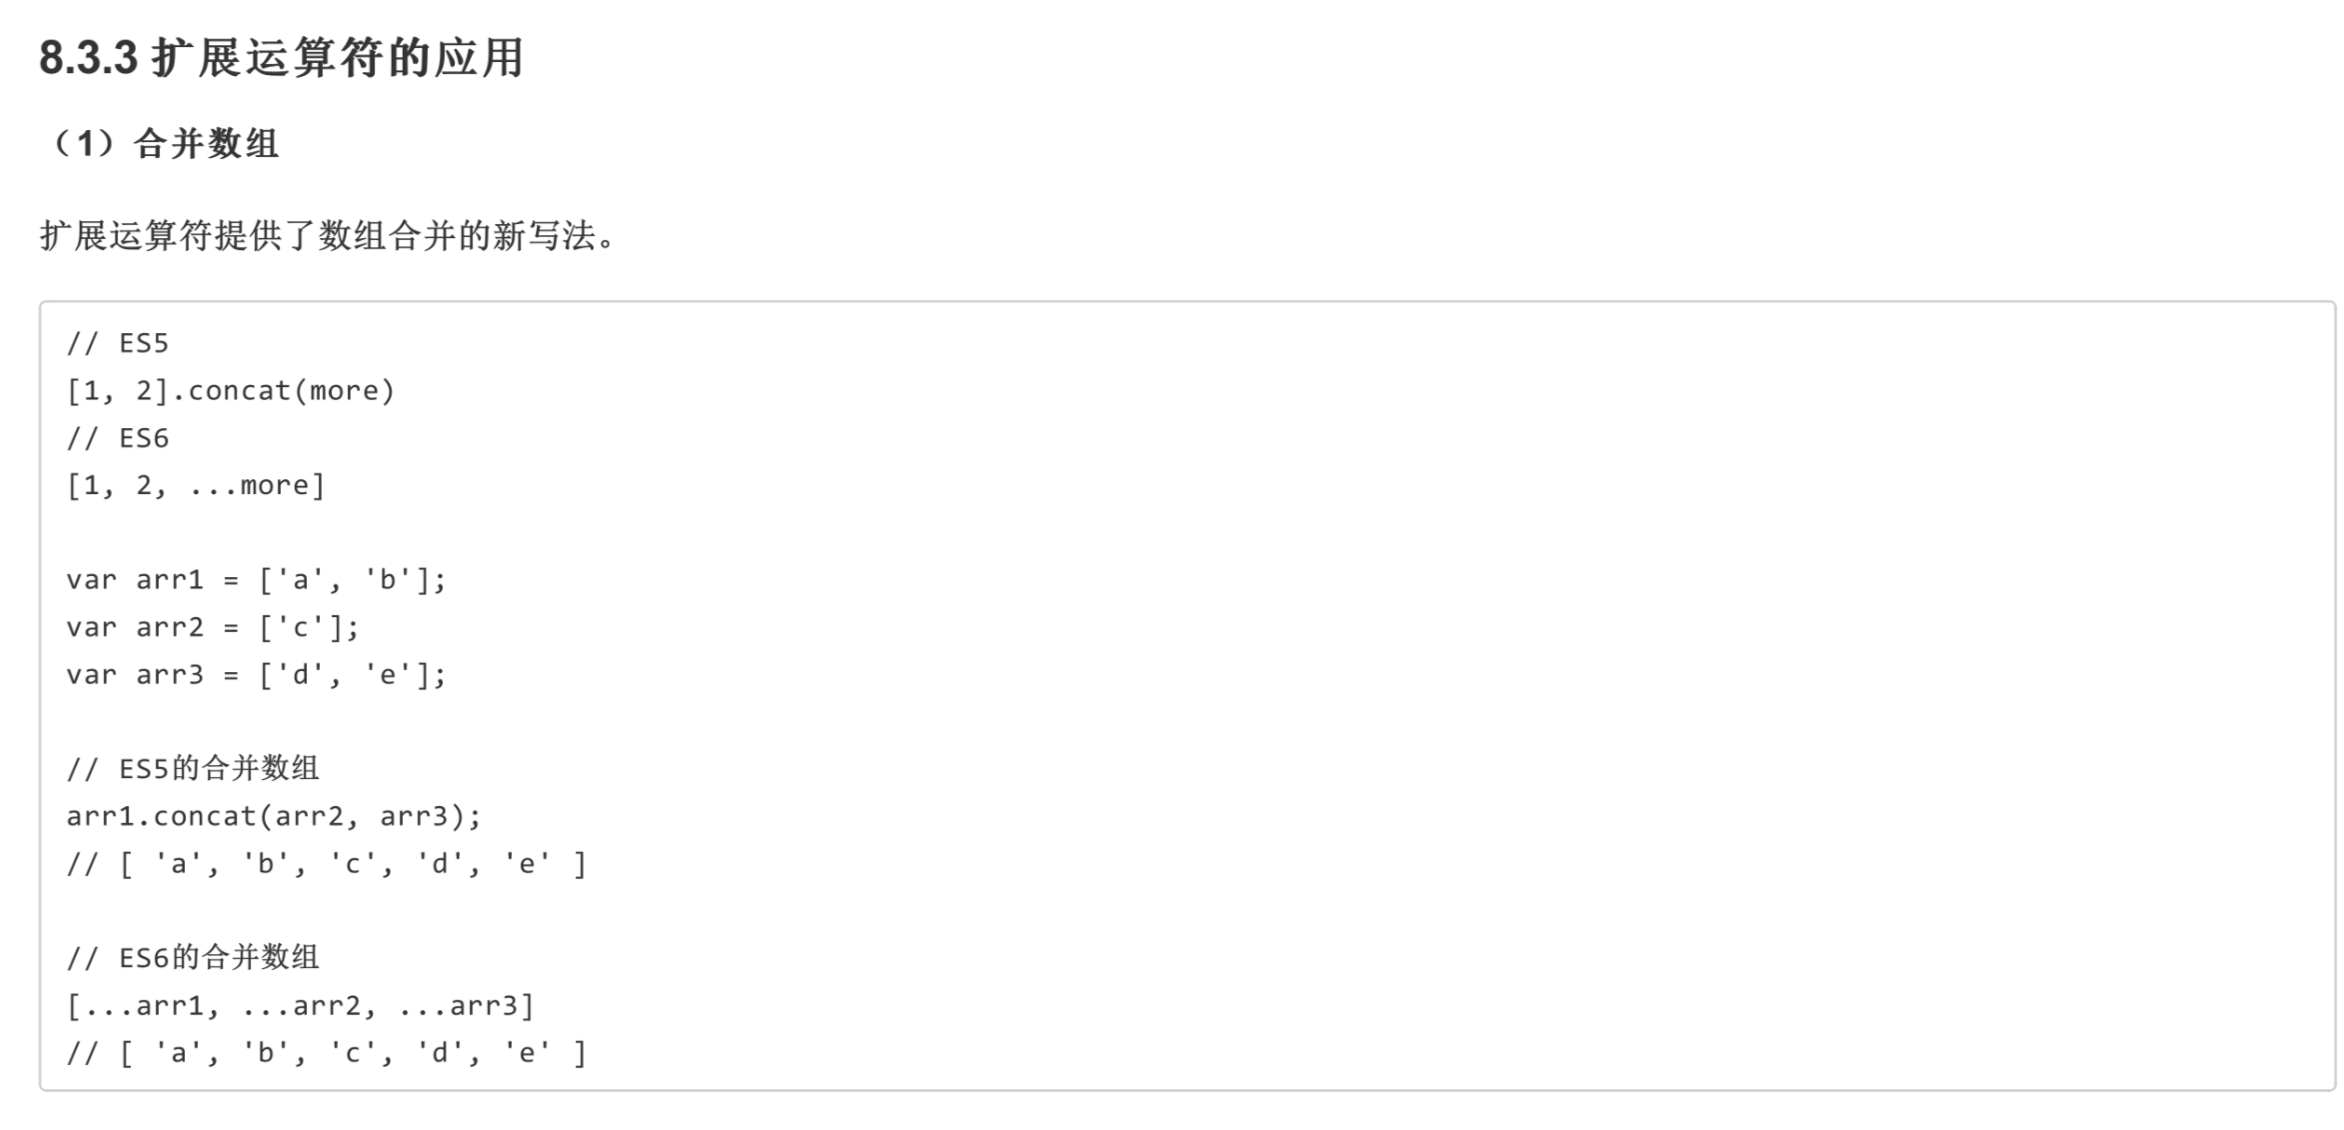 8.3.3 扩展运算符的应用
（1）合并数组
扩展运算符提供了数组合并的新写法。
// ES5
[1, 2].concat(more)
// ES6
[1, 2, ...more]
var arr1 = ['a', 'b'];
var arr2 = ['c'];
var arr3 = ['d', 'e'];
// ES5的合并数组
arr1.concat(arr2, arr3);
// [ 'a', 'b', 'c', 'd', 'e' ]
// ES6的合并数组
[...arr1, ...arr2, ...arr3]
// [ 'a', 'b', 'c', 'd', 'e' ]